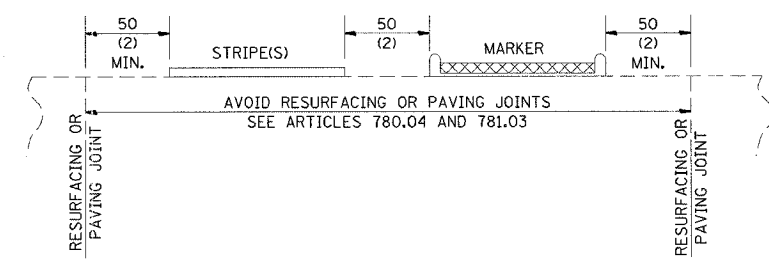 50
(2)
MIN.
STRIPE(S)
50
(2)
MARKER
50
(2)
MIN.
AVOID RESURFACING OR PAVING JOINTS
SEE ARTICLES 780.04 AND 781.03
RESURFACING OR
PAVING JOINT
RESURFACING OR
PAVING JOINT